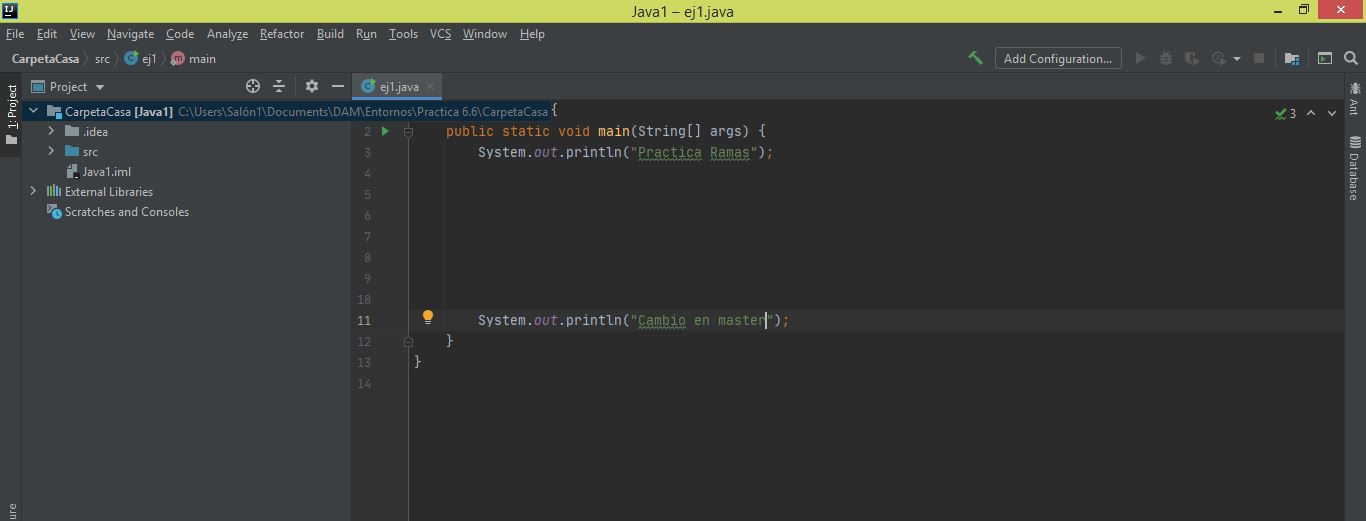 IJ
Java1 – ej1.java
File Edit View Navigate Code Analyze Refactor Build Run Tools VCS Window Help
CarpetaCasa src ej1 main
Add Configuration...
1: Project
Project
ej1.java
CarpetaCasa [Java1] C:\Users\Salón1\Documents\DAM\Entornos\Practica 6.6\CarpetaCasa
.idea
src
Java1.iml
External Libraries
Scratches and Consoles
{
2 public static void main(String[] args) {
3 System.out.println("Practica Ramas");
4
5
6
7
8
9
10
11 System.out.println("Cambio en master");
12 }
13 }
14
3
Ant
Database